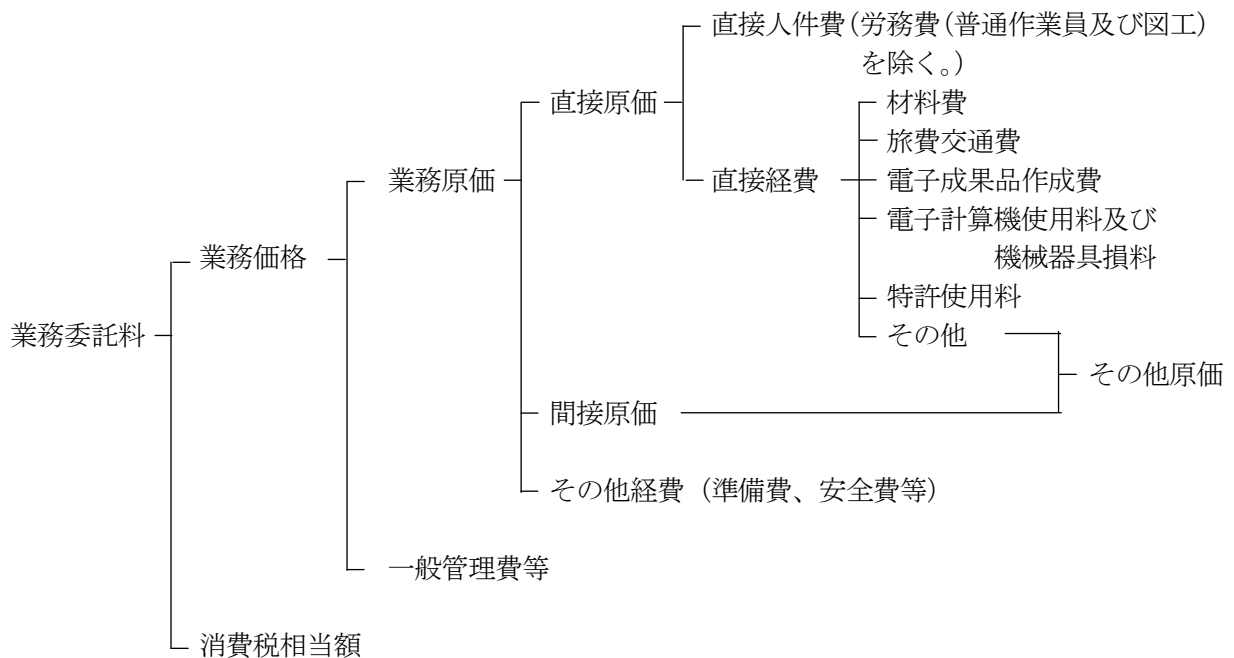 直接人件費(労務費(普通作業員及び図工)
を除く。)
直接原価
材料費
旅費交通費
業務原価
直接経費
電子成果品作成費
電子計算機使用料及び
業務価格
機械器具損料
特許使用料
業務委託料
その他
その他原価
間接原価
その他経費(準備費、安全費等)
一般管理費等
消費税相当額